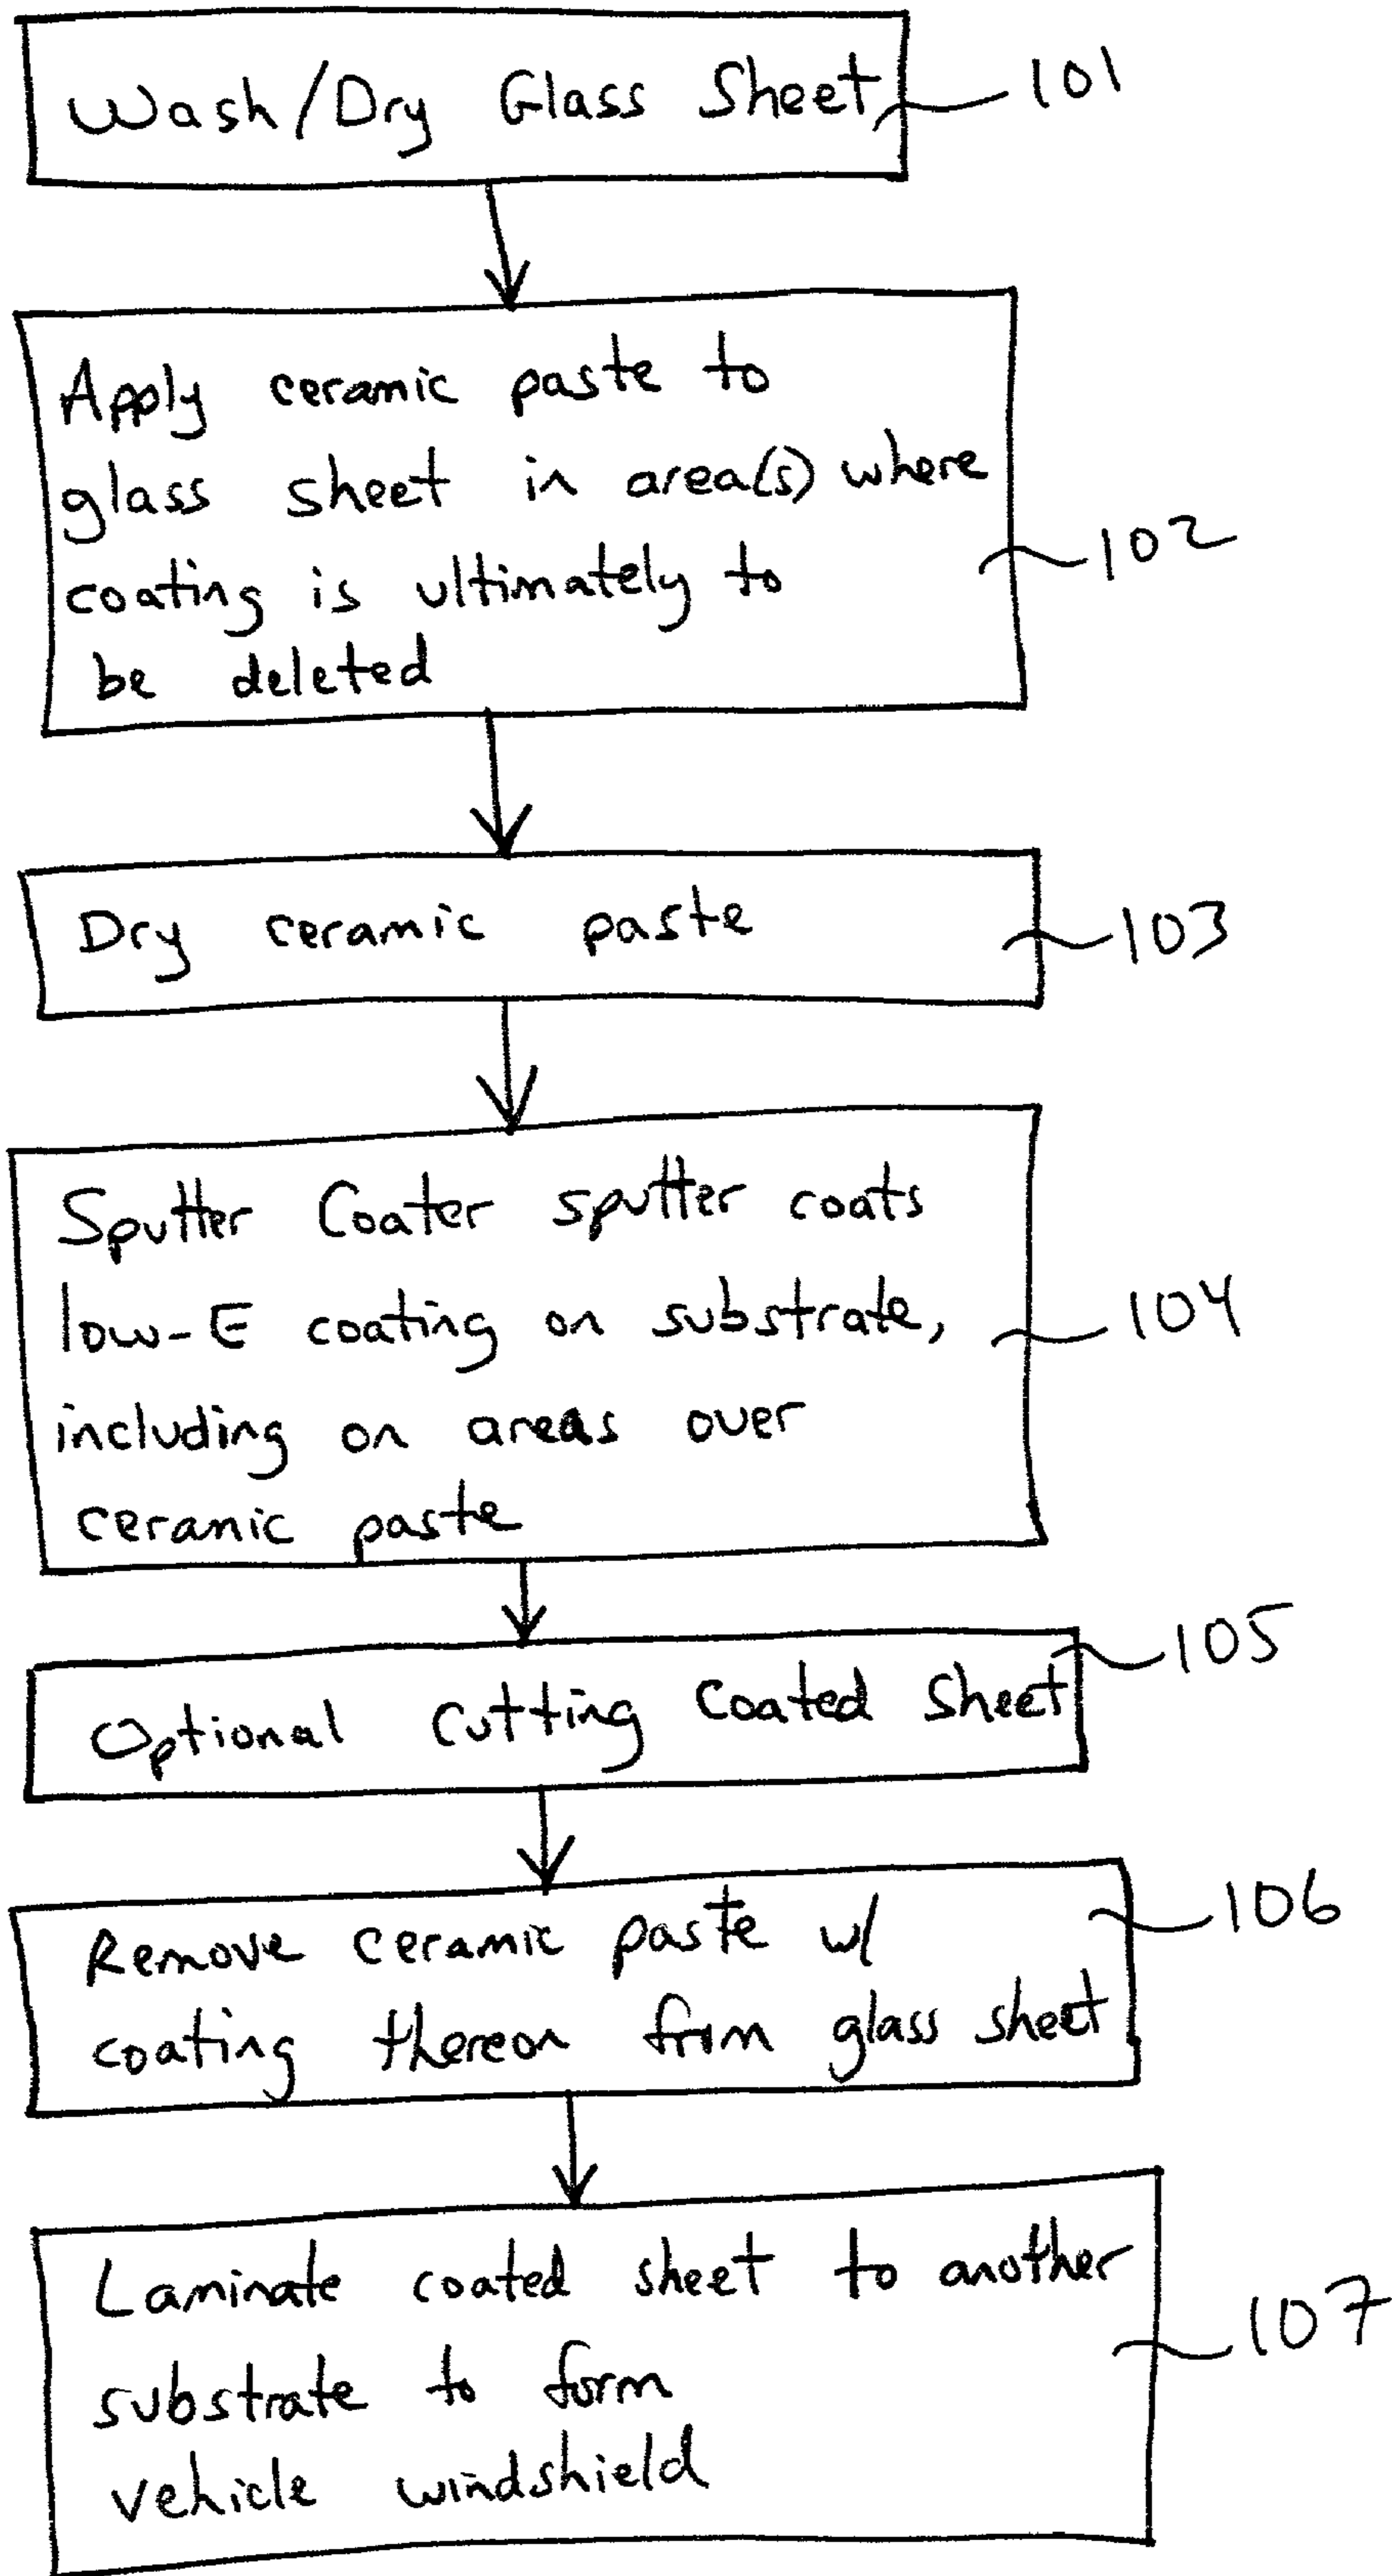 Wash/Dry Glass Sheet 101
Apply ceramic paste to
glass sheet in area(s) where
coating is ultimately to
be deleted
102
Dry ceramic paste 103
Sputter Coater sputter coats
low-E coating on substrate,
including on areas over
ceramic paste
104
Optional cutting coated sheet 105
Remove ceramic paste w/
coating thereon from glass sheet
106
Laminate coated sheet to another
substrate to form
vehicle windshield
107